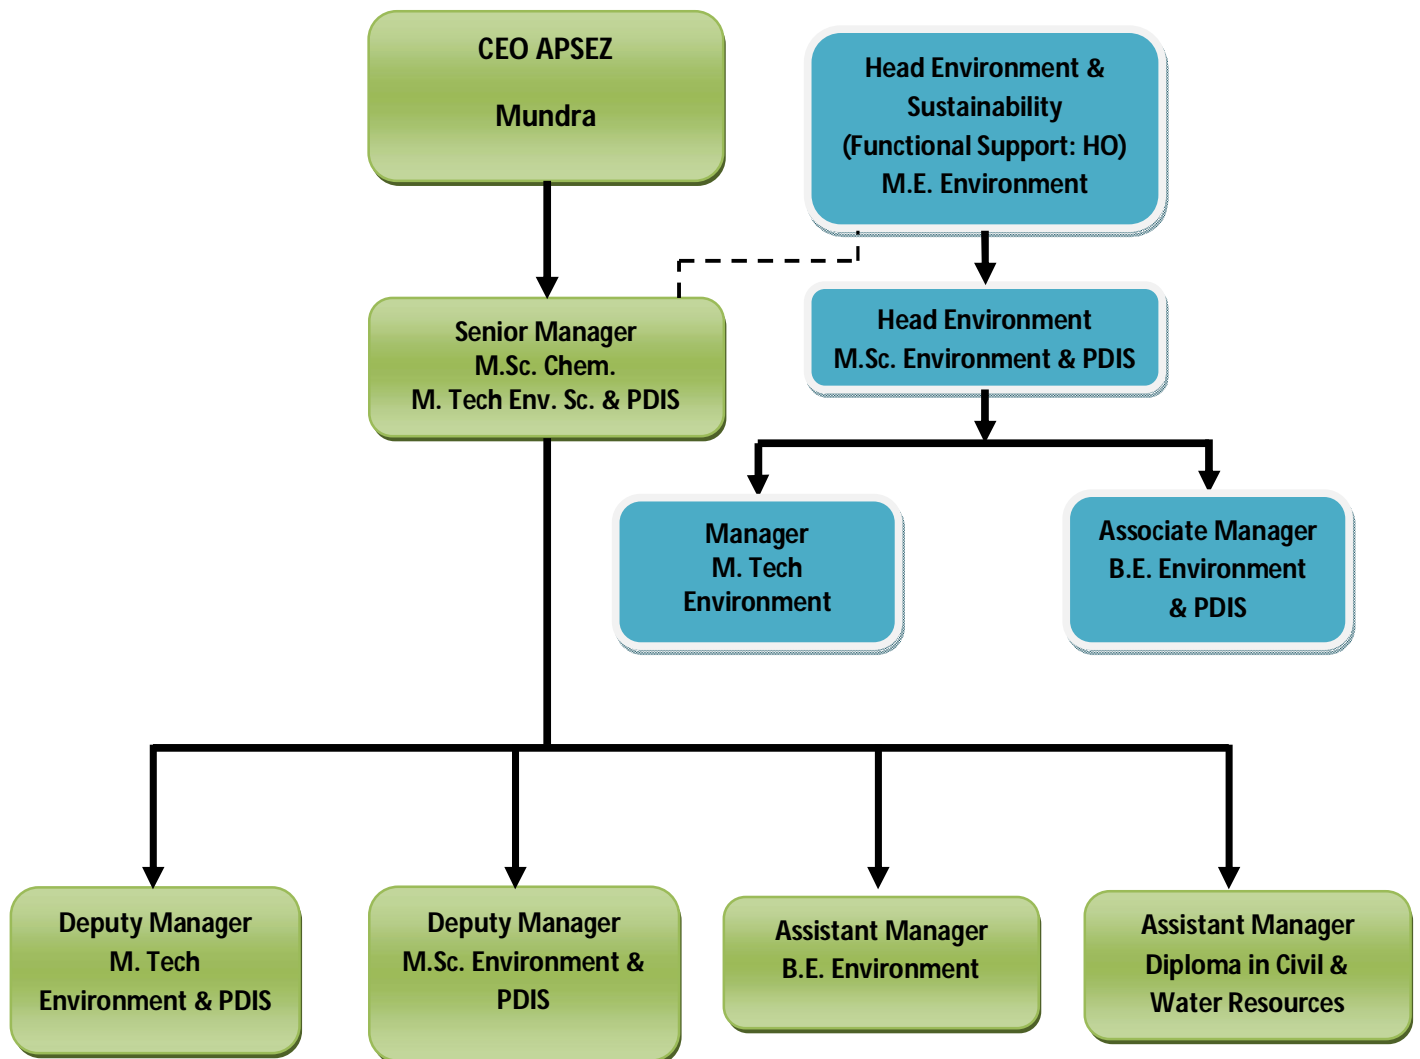 CEO APSEZ
Mundra
Head Environment &
Sustainability
(Functional Support: HO)
M.E. Environment
Senior Manager
M.Sc. Chem.
M. Tech Env. Sc. & PDIS
Head Environment
M.Sc. Environment & PDIS
Manager
M. Tech
Environment
Associate Manager
B.E. Environment
& PDIS
Deputy Manager
M. Tech
Environment & PDIS
Deputy Manager
M.Sc. Environment &
PDIS
Assistant Manager
B.E. Environment
Assistant Manager
Diploma in Civil &
Water Resources